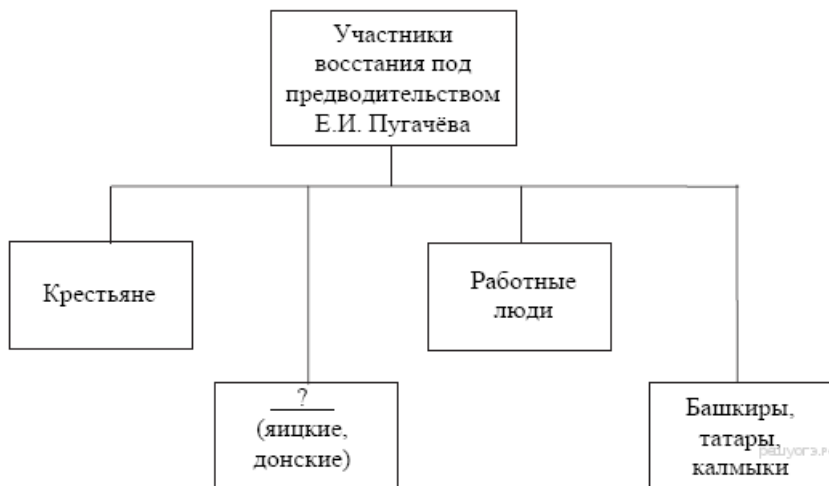 Участники
восстания под
предводительством
Е.И. Пугачёва
Крестьяне
Работные
люди
?
(яицкие,
донские)
Башкиры,
татары,
калмыки